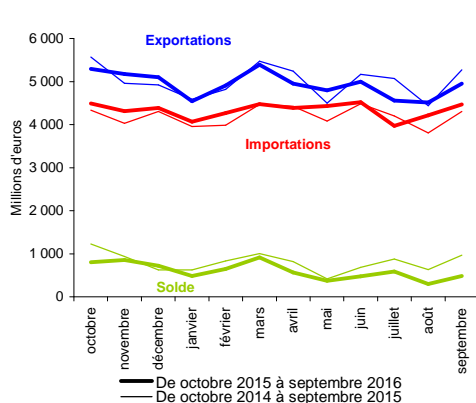 Exportations
Importations
Solde
Millions d'euros
6 000
5 000
4 000
3 000
2 000
1 000
0
octobre
novembre
décembre
janvier
février
mars
avril
mai
juin
juillet
août
septembre
De octobre 2015 à septembre 2016
De octobre 2014 à septembre 2015